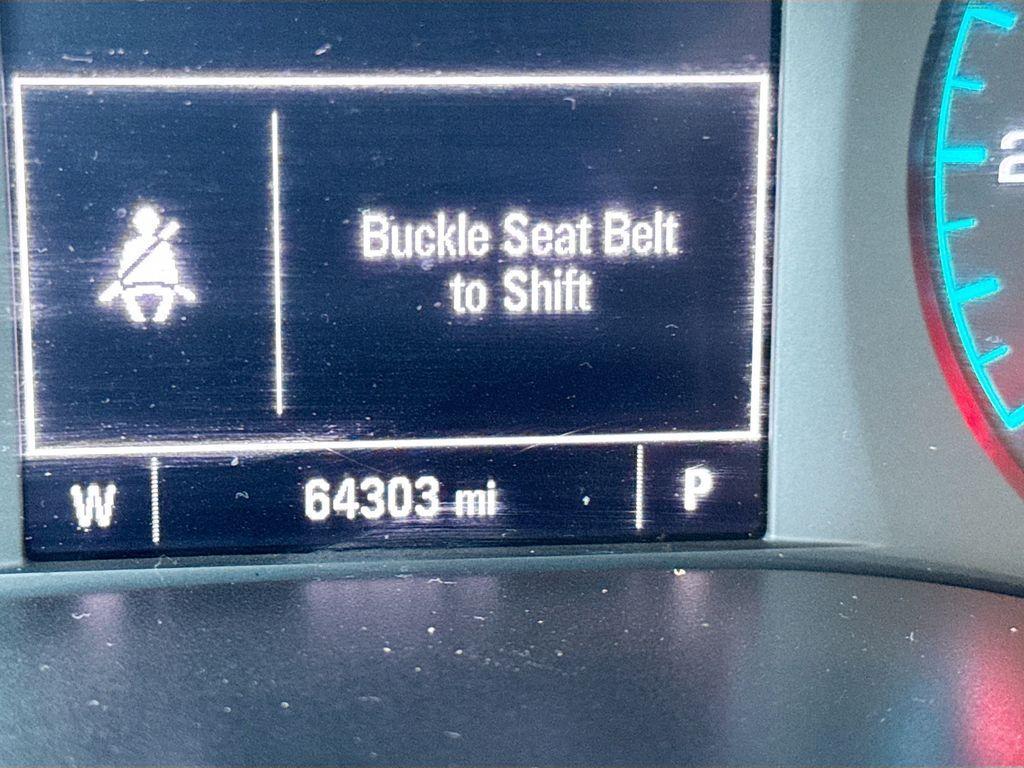 Buckle Seat Belt
to Shift
W
64303 mi
P